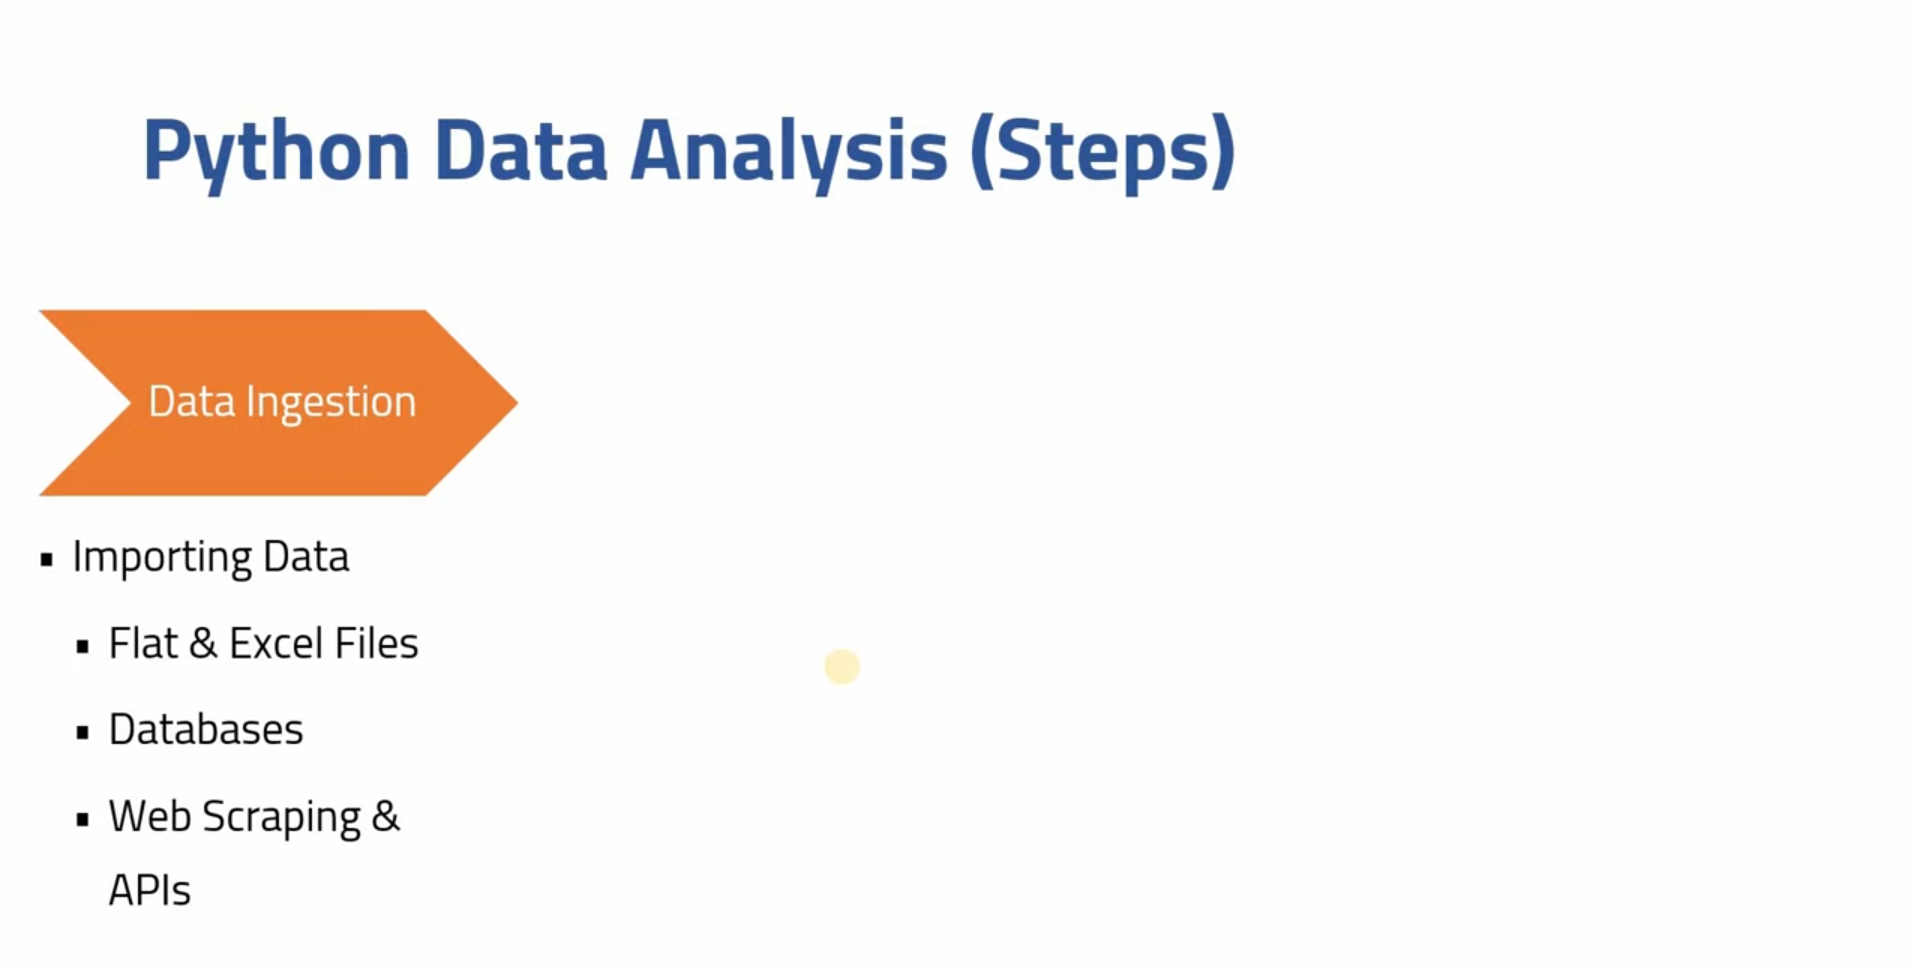 Python Data Analysis (Steps)
Data Ingestion
▪ Importing Data
▪ Flat & Excel Files
▪ Databases
▪ Web Scraping &
APIs